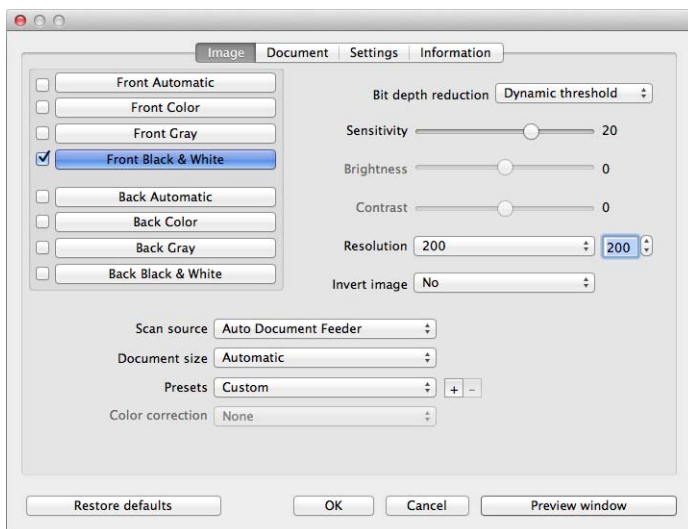 Image Document Settings Information
Front Automatic
Front Color
Front Gray
Front Black & White
Back Automatic
Back Color
Back Gray
Back Black & White
Bit depth reduction Dynamic threshold
Sensitivity 20
Brightness 0
Contrast 0
Resolution 200 200
Invert image No
Scan source Auto Document Feeder
Document size Automatic
Presets Custom + -
Color correction None
Restore defaults OK Cancel Preview window